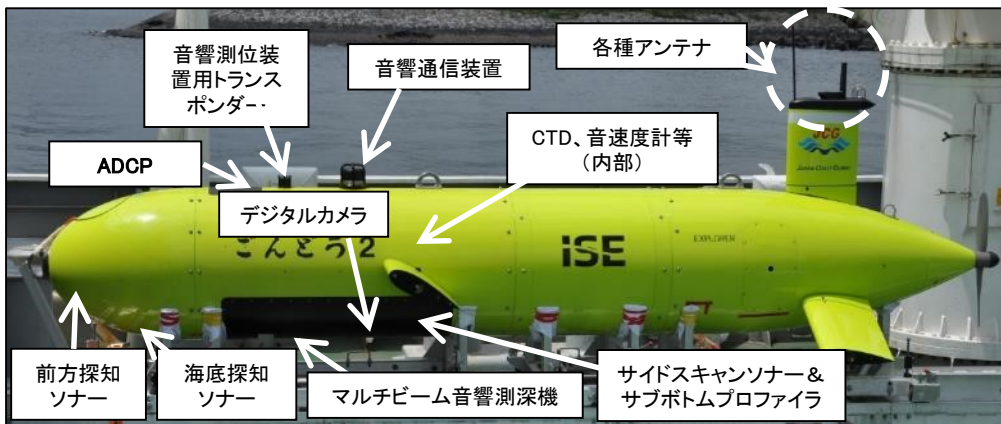 音響測位装
置用トランス
ポンダー
音響通信装置
各種アンテナ
ADCP
CTD、音速度計等
（内部）
デジタルカメラ
JCG
JAPAN COAST GUARD
ごんどう2
iSE
EXPLORER
前方探知
ソナー
海底探知
ソナー
マルチビーム音響測深機
サイドスキャンソナー＆
サブボトムプロファイラ